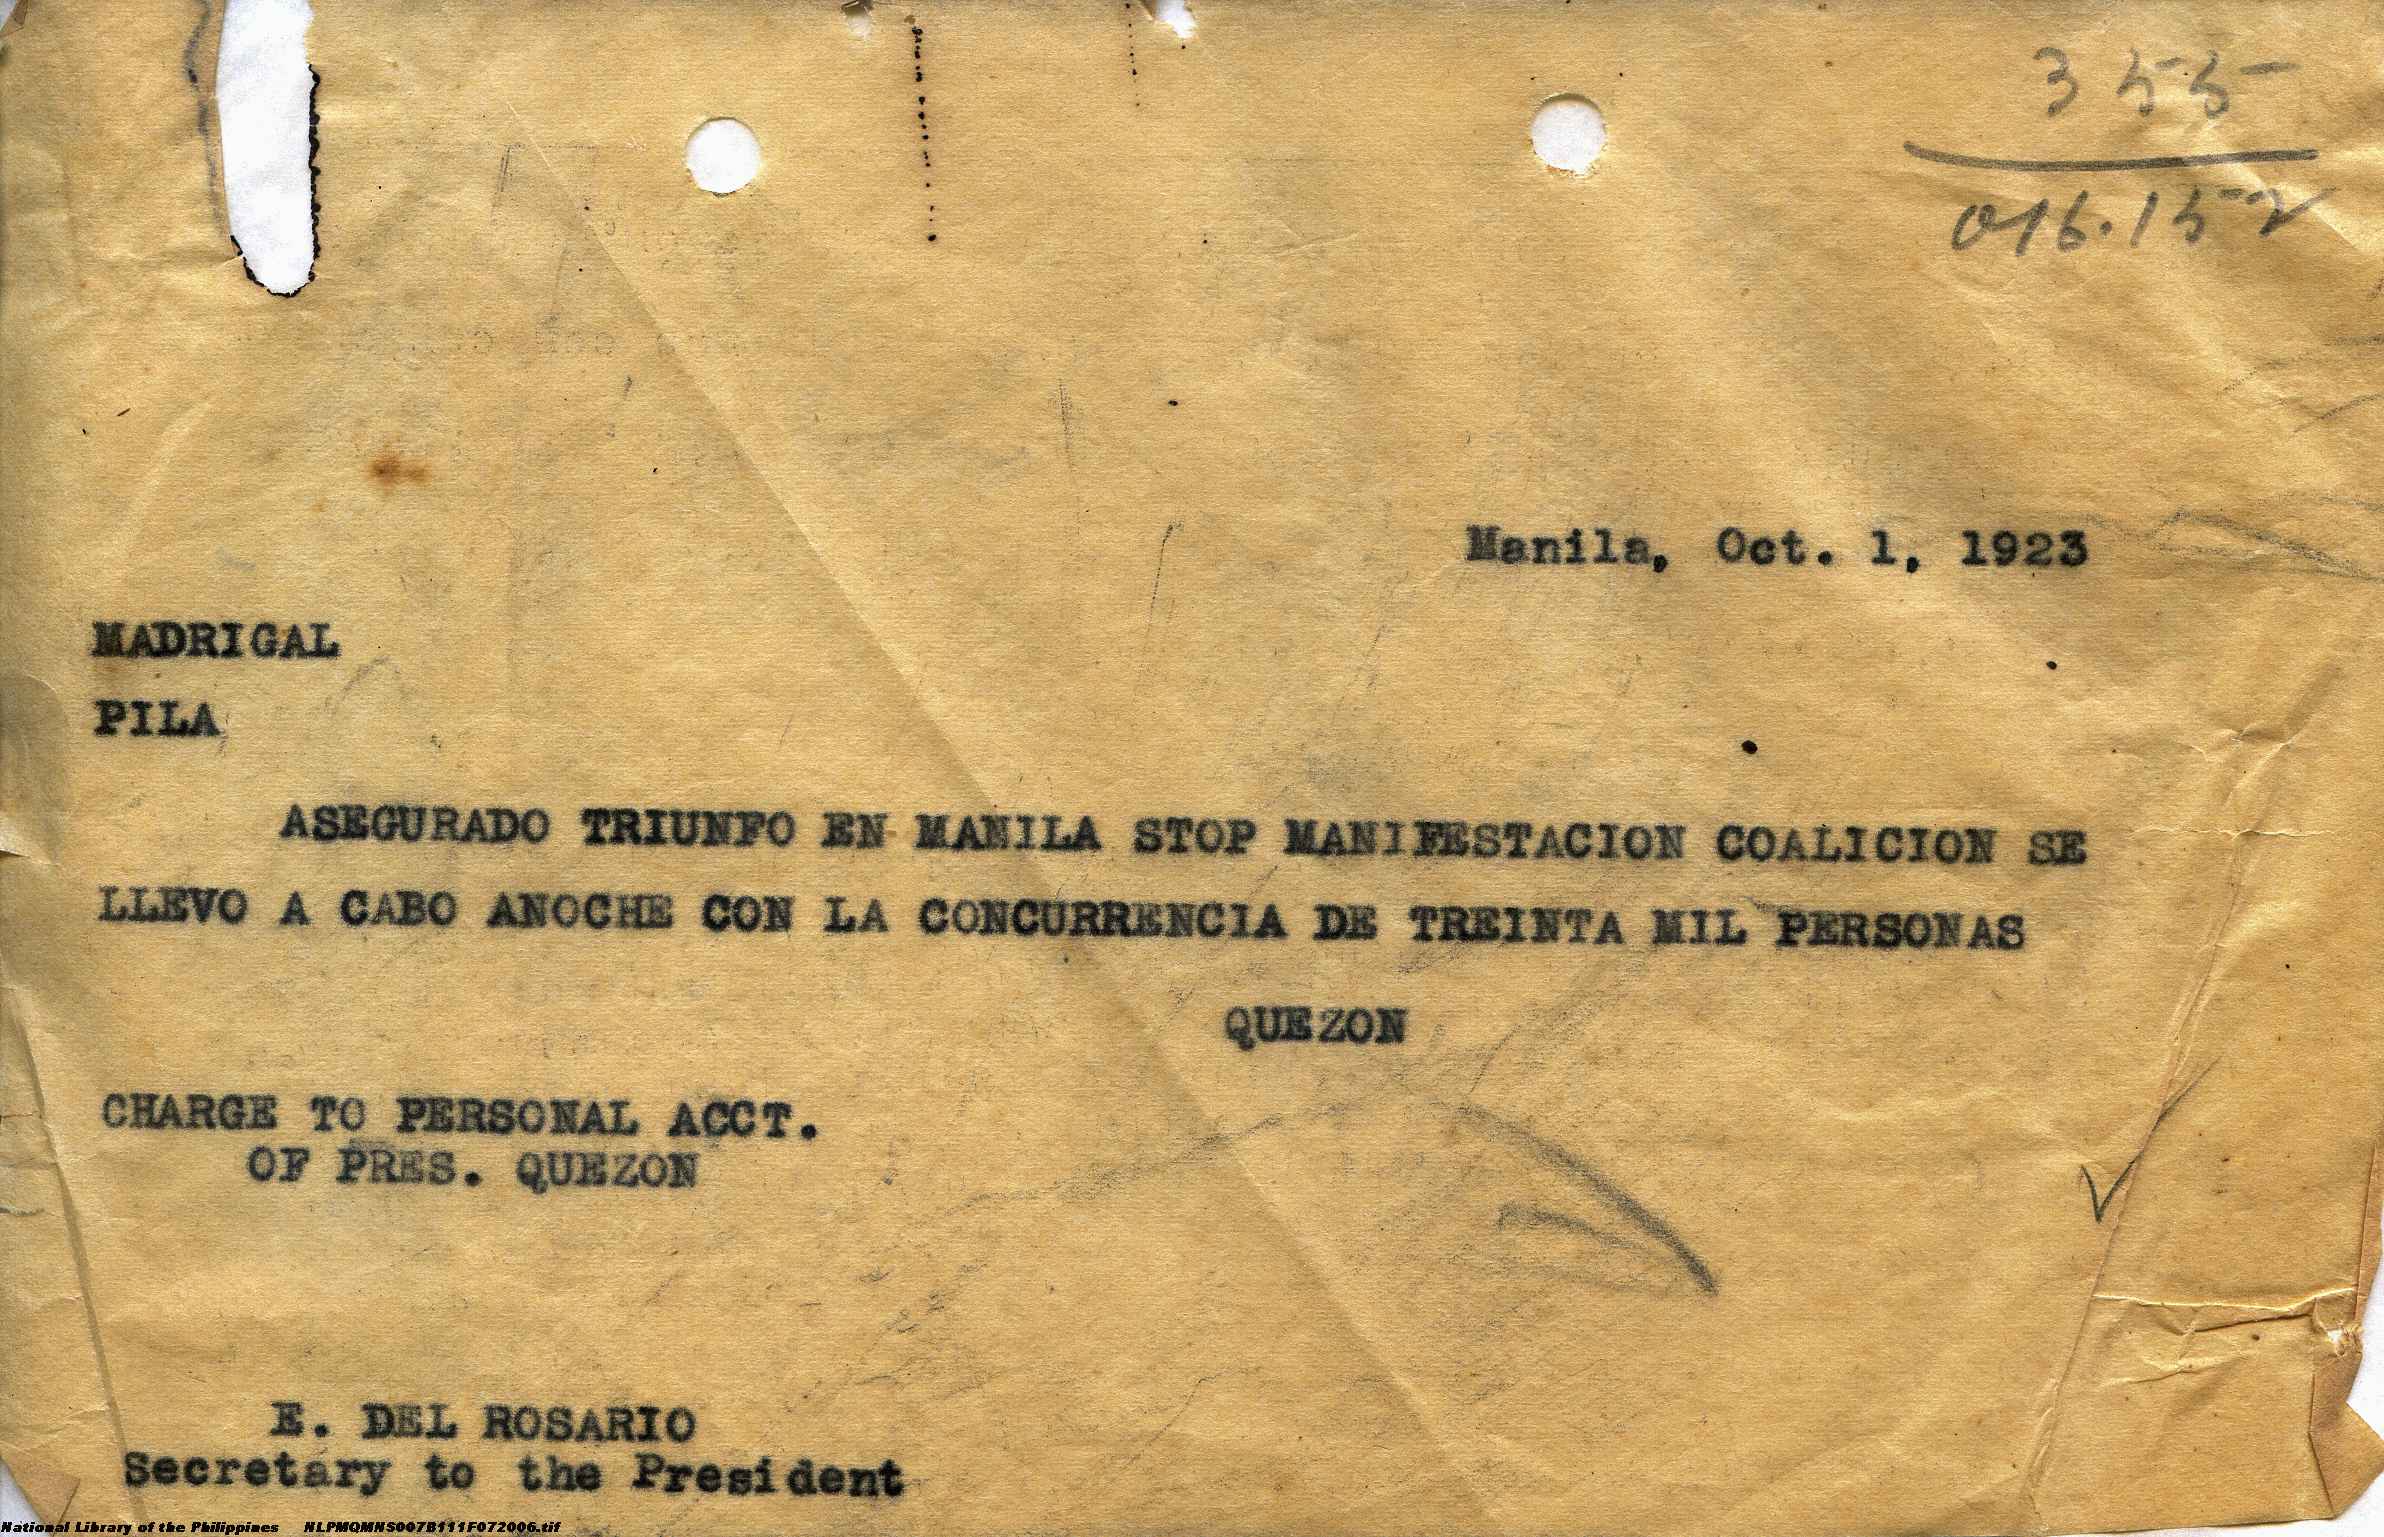 355
016.152
Manila, Oct. 1, 1923
MADRIGAL
PILA
ASEGURADO TRIUNFO EN MANILA STOP MANIFESTACION COALICION SE
LLEVO A CABO ANOCHE CON LA CONCURRENCIA DE TREINTA MIL PERSONAS
QUEZON
CHARGE TO PERSONAL ACCT.
OF PRES. QUEZON
E. DEL ROSARIO
Secretary to the President
National Library of the Philippines NLPMQMNS007B111F072006.tif